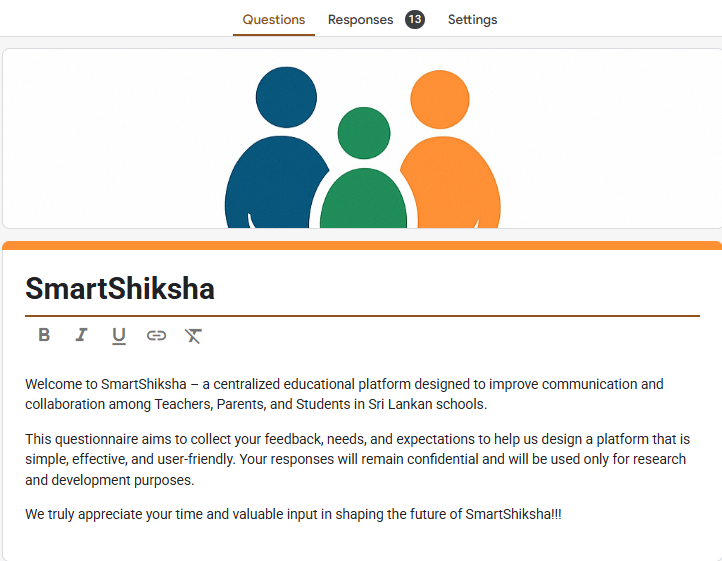 Questions Responses 13 Settings
SmartShiksha
B I U
Welcome to SmartShiksha – a centralized educational platform designed to improve communication and
collaboration among Teachers, Parents, and Students in Sri Lankan schools.
This questionnaire aims to collect your feedback, needs, and expectations to help us design a platform that is
simple, effective, and user-friendly. Your responses will remain confidential and will be used only for research
and development purposes.
We truly appreciate your time and valuable input in shaping the future of SmartShiksha!!!